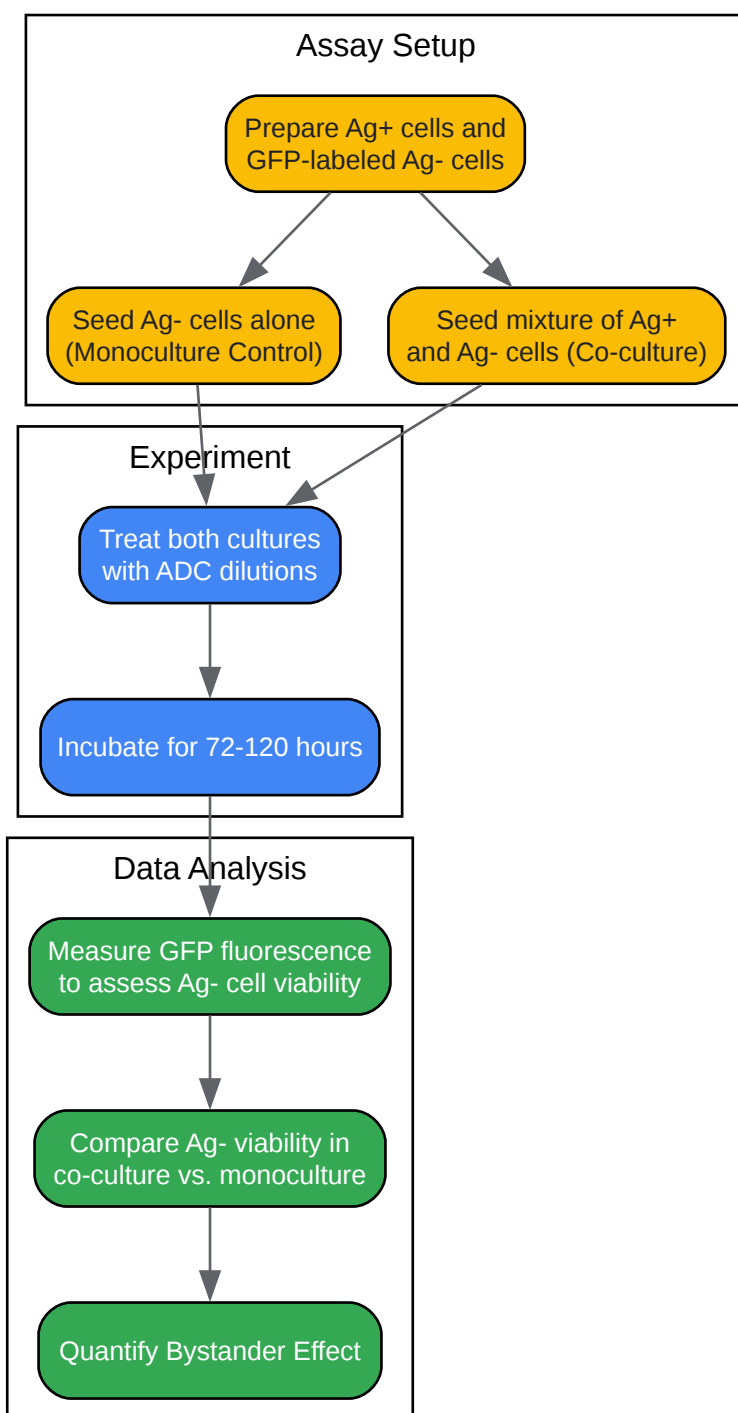 Assay Setup
Prepare Ag+ cells and
GFP-labeled Ag- cells
Seed Ag- cells alone
(Monoculture Control)
Seed mixture of Ag+
and Ag- cells (Co-culture)
Experiment
Treat both cultures
with ADC dilutions
Incubate for 72-120 hours
Data Analysis
Measure GFP fluorescence
to assess Ag- cell viability
Compare Ag- viability in
co-culture vs. monoculture
Quantify Bystander Effect